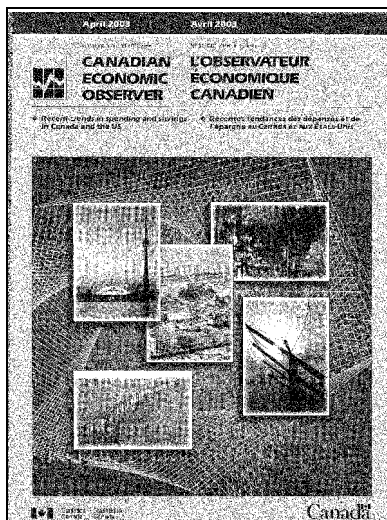 April 2003
Avril 2003
CANADIAN
ECONOMIC
OBSERVER
L'OBSERVATEUR
ÉCONOMIQUE
CANADIEN
Recent trends in spending and savings
in Canada and the US
Récentes tendances des dépenses et de
l'épargne au Canada et aux États-Unis
Canada